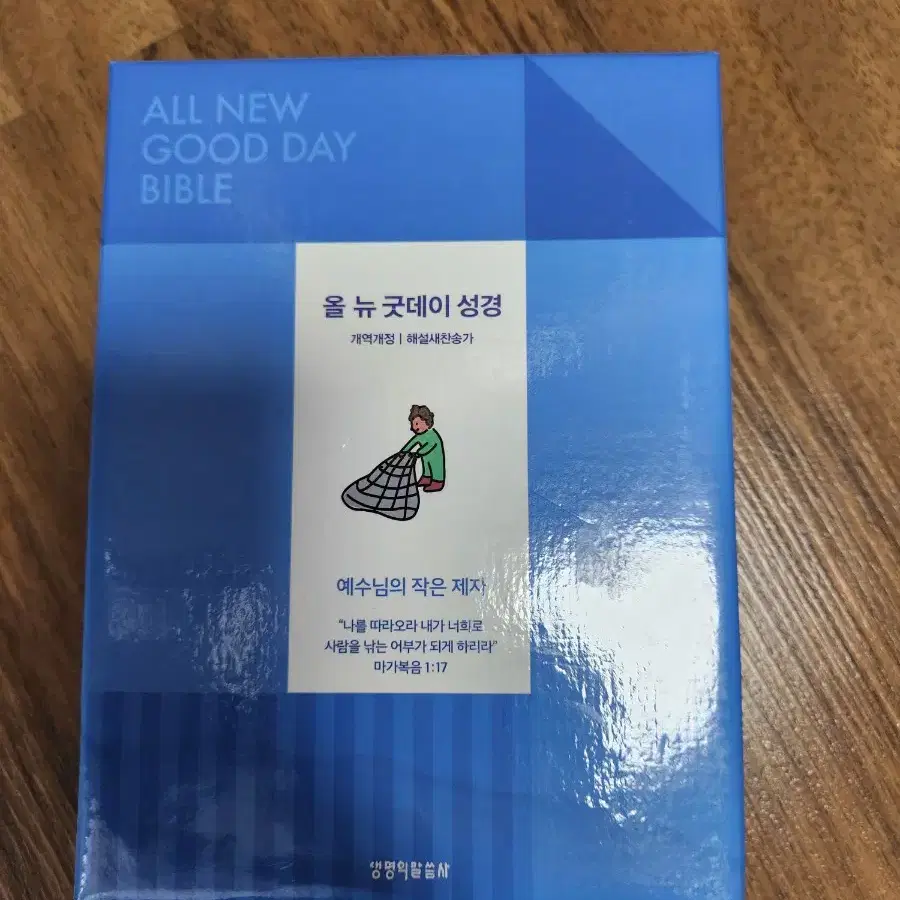 ALL NEW
GOOD DAY
BIBLE
올 뉴 굿데이 성경
개역개정 | 해설새찬송가
예수님의 작은 제자
“나를 따라오라 내가 너희로
사람을 낚는 어부가 되게 하리라”
마가복음 1:17
생명의말씀사